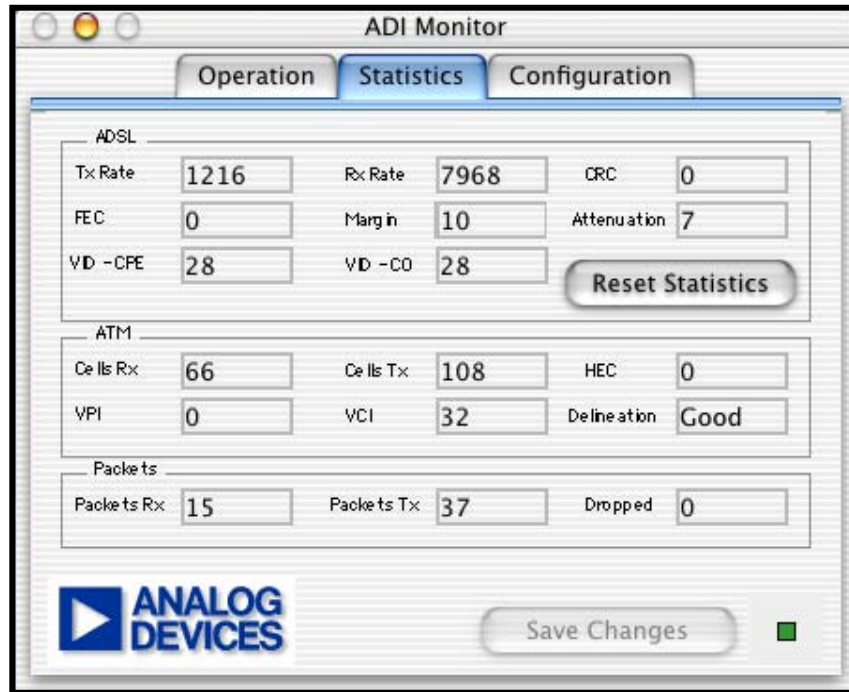 ADI Monitor
Operation Statistics Configuration
ADSL
Tx Rate 1216 Rx Rate 7968 CRC 0
FEC 0 Margin 10 Attenuation 7
VID -CPE 28 VID -CO 28
Reset Statistics
ATM
Cells Rx 66 Cells Tx 108 HEC 0
VPI 0 VCI 32 Delineation Good
Packets
Packets Rx 15 Packets Tx 37 Dropped 0
ANALOG
DEVICES
Save Changes